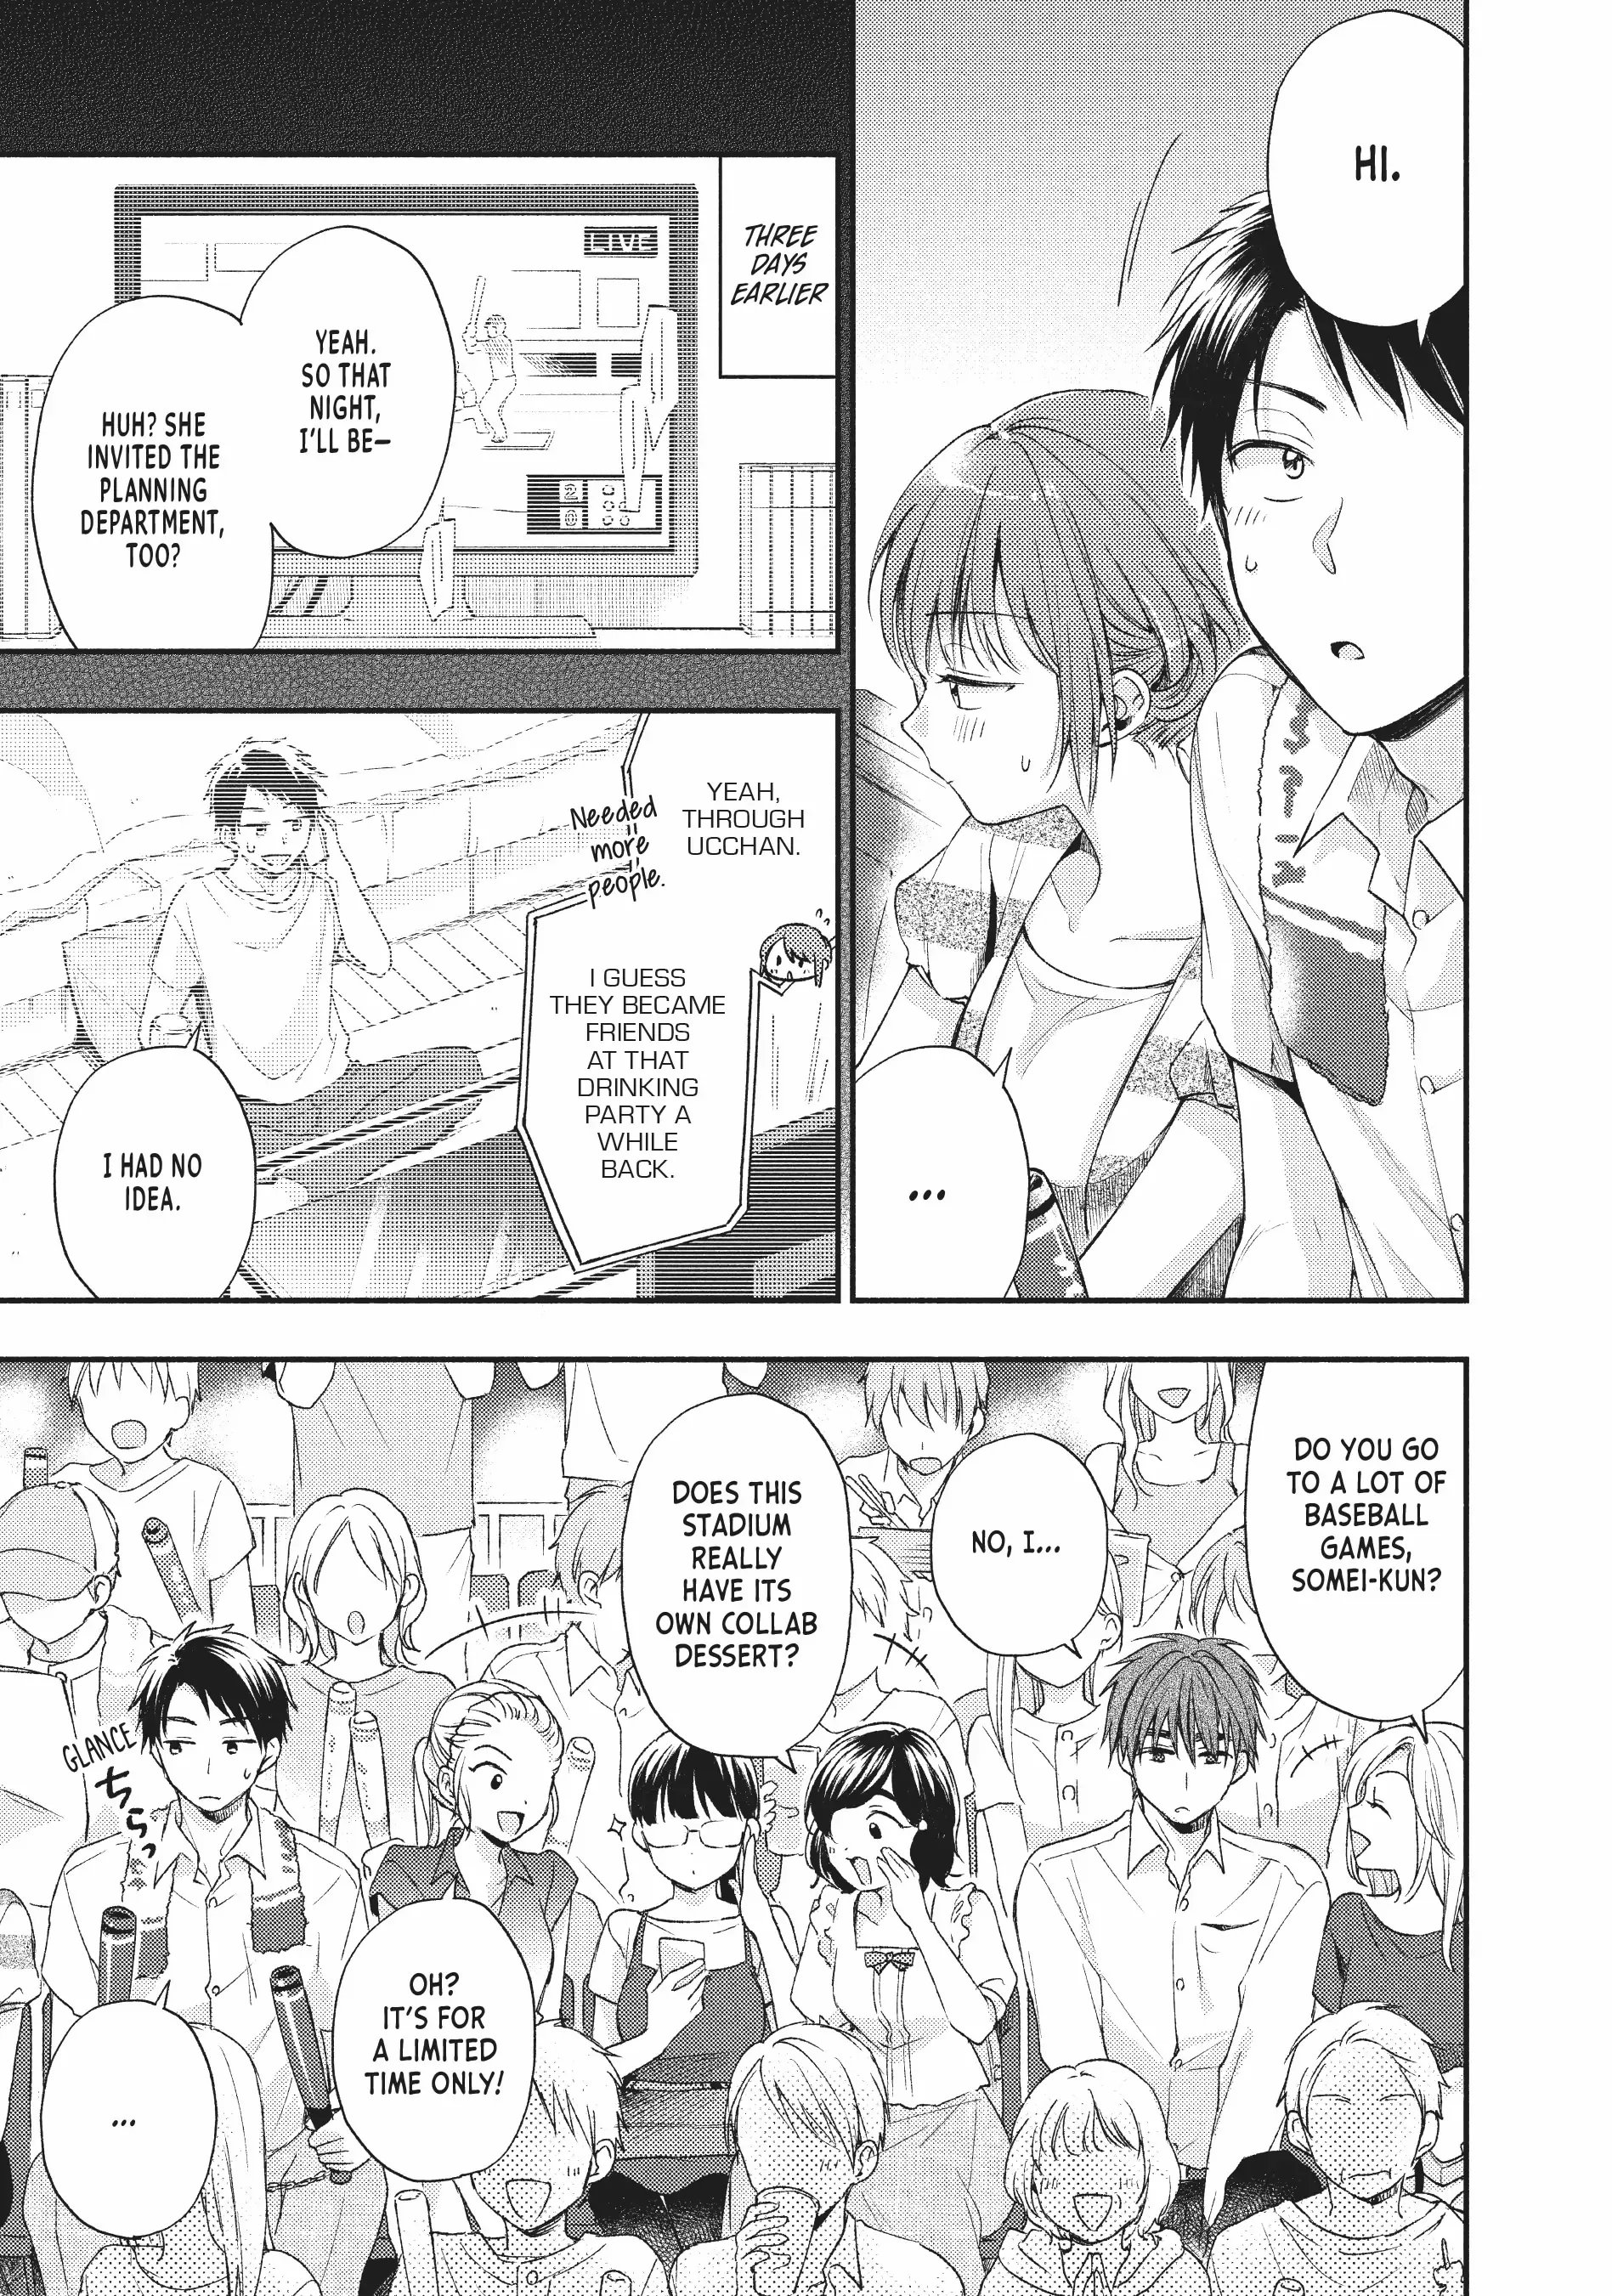 HI.
...
THREE
DAYS
EARLIER
LIVE
YEAH.
SO THAT
NIGHT,
I'LL BE—
HUH? SHE
INVITED THE
PLANNING
DEPARTMENT,
TOO?
2
0
YEAH,
THROUGH
UCCHAN.
Needed
more
people.
I GUESS
THEY BECAME
FRIENDS
AT THAT
DRINKING
PARTY A
WHILE
BACK.
I HAD NO
IDEA.
DO YOU GO
TO A LOT OF
BASEBALL
GAMES,
SOMEI-KUN?
NO, I...
DOES THIS
STADIUM
REALLY
HAVE ITS
OWN COLLAB
DESSERT?
OH?
IT'S FOR
A LIMITED
TIME ONLY!
GLANCE
ちらっ
...